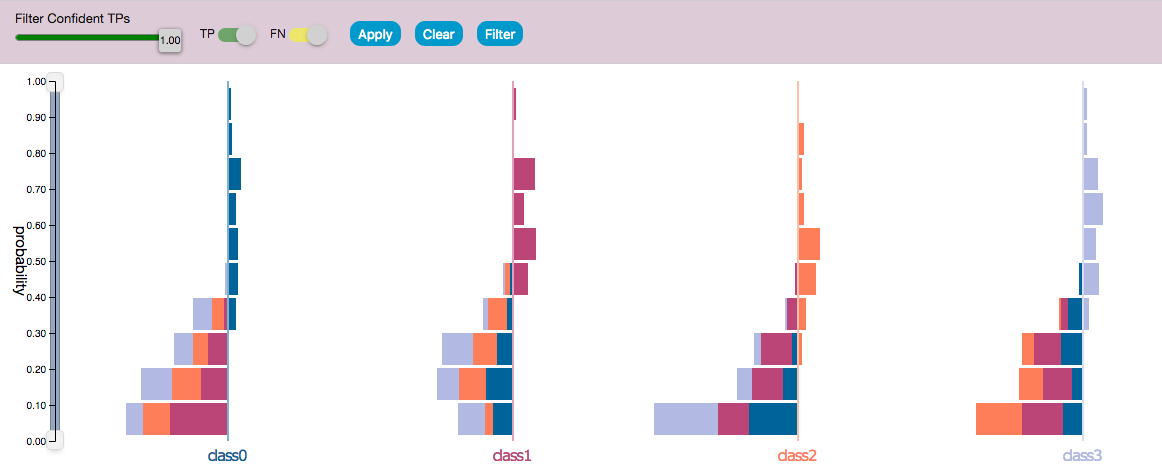 Filter Confident TPs
1.00
TP
FN
Apply
Clear
Filter
1.00
0.90
0.80
0.70
0.60
0.50
0.40
0.30
0.20
0.10
0.00
probability
class0
class1
class2
class3